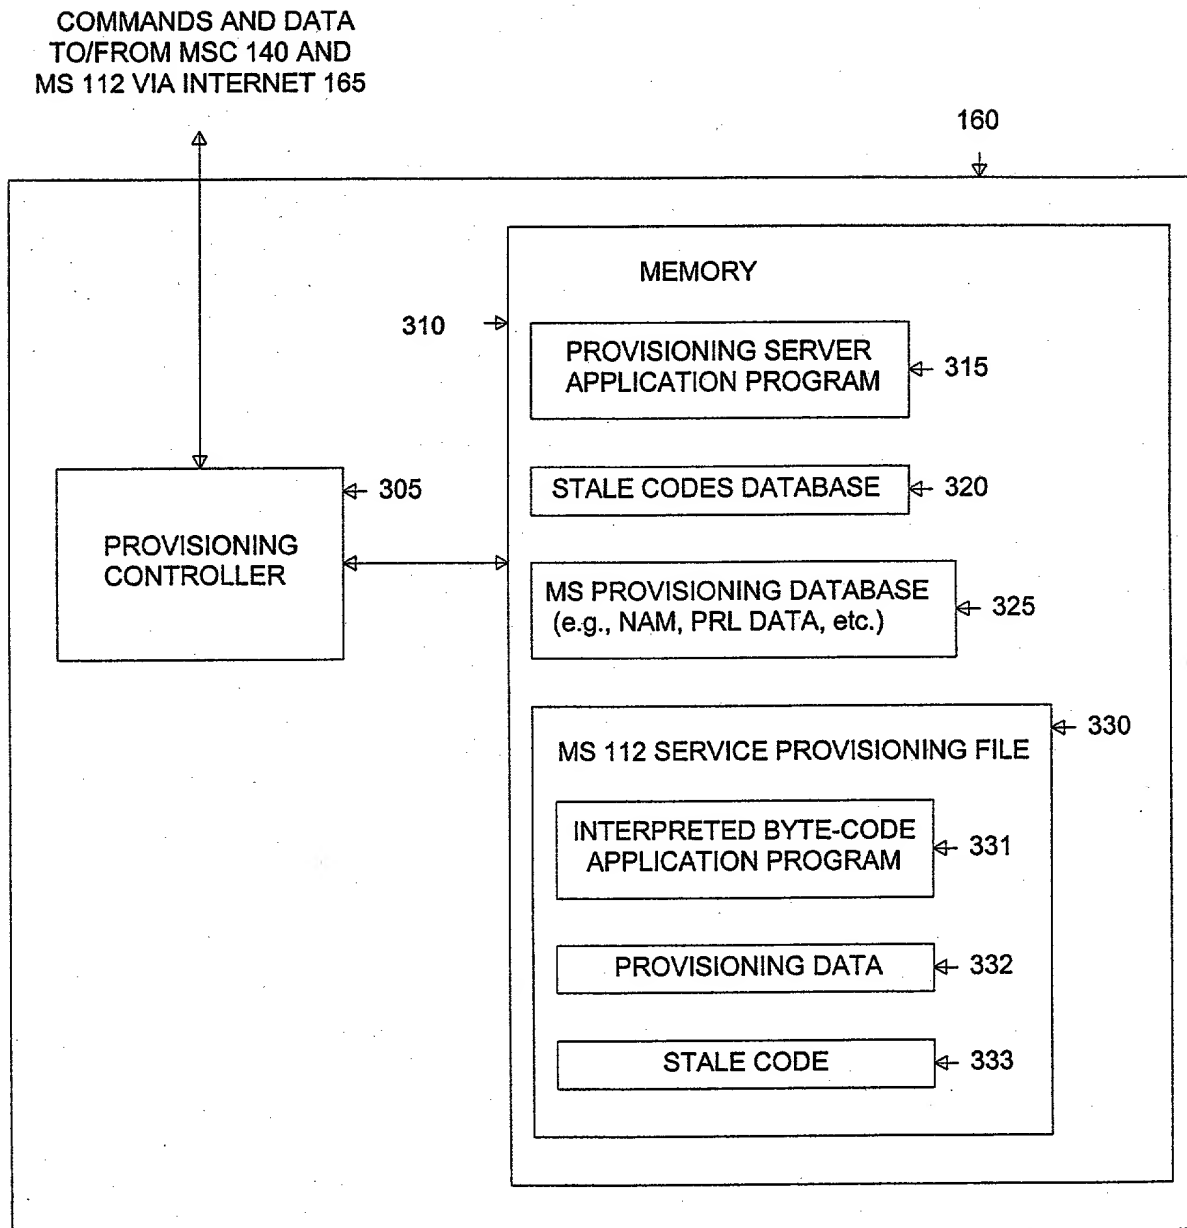 COMMANDS AND DATA
TO/FROM MSC 140 AND
MS 112 VIA INTERNET 165
160
MEMORY
310
PROVISIONING SERVER
APPLICATION PROGRAM
315
STALE CODES DATABASE
320
305
PROVISIONING
CONTROLLER
MS PROVISIONING DATABASE
(e.g., NAM, PRL DATA, etc.)
325
330
MS 112 SERVICE PROVISIONING FILE
INTERPRETED BYTE-CODE
APPLICATION PROGRAM
331
PROVISIONING DATA
332
STALE CODE
333